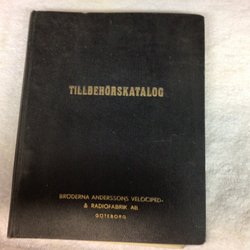 TILLBEHÖRSKATALOG
BRÖDERNA ANDERSSONS VELOCIPED-
& RADIOFABRIK AB.
GÖTEBORG